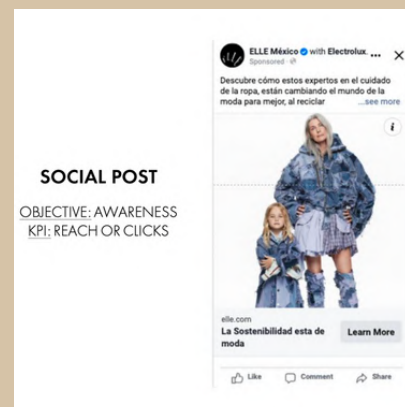 SOCIAL POST
OBJECTIVE: AWARENESS
KPI: REACH OR CLICKS
ELLE México with Electrolux. ... X
Sponsored ·
Descubre cómo estos expertos en el cuidado
de la ropa, están cambiando el mundo de la
moda para mejor, al reciclar ...see more
i
elle.com
La Sostenibilidad esta de
moda
Learn More
Like Comment Share